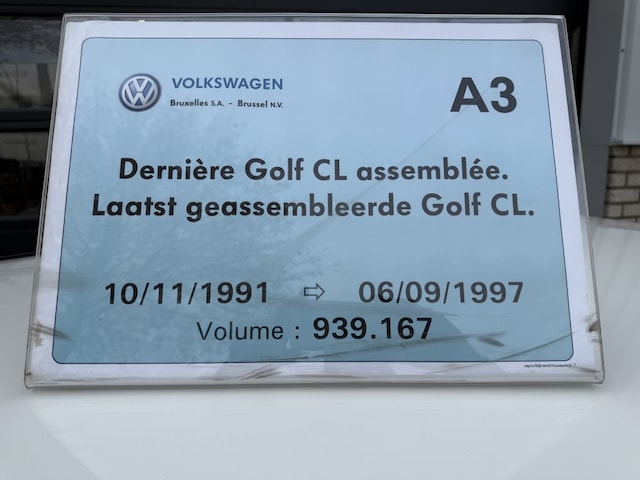 VOLKSWAGEN
Bruxelles S.A. - Brussel N.V.
A3
Dernière Golf CL assemblée.
Laatst geassembleerde Golf CL.
10/11/1991 ⇨ 06/09/1997
Volume : 939.167